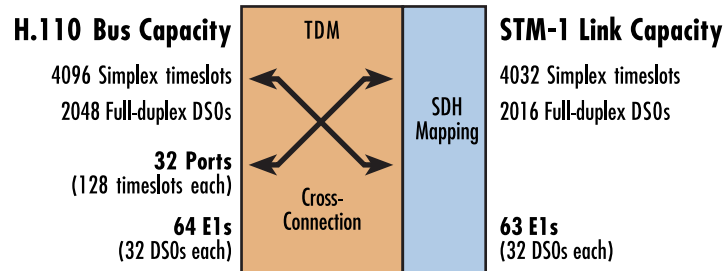 H.110 Bus Capacity
4096 Simplex timeslots
2048 Full-duplex DS0s
32 Ports
(128 timeslots each)
64 E1s
(32 DS0s each)
TDM
Cross-
Connection
SDH
Mapping
STM-1 Link Capacity
4032 Simplex timeslots
2016 Full-duplex DS0s
63 E1s
(32 DS0s each)